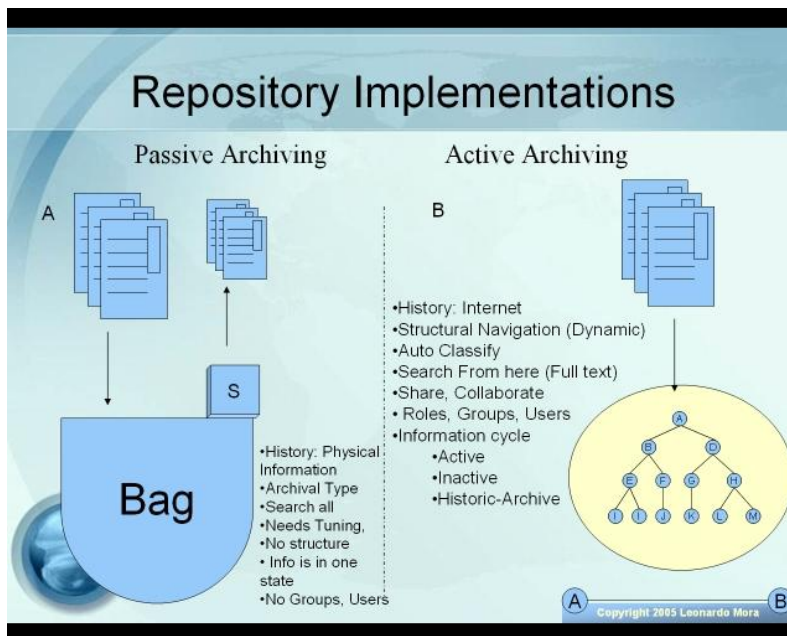 Repository Implementations
Passive Archiving
Active Archiving
A
S
Bag
•History: Physical
Information
•Archival Type
•Search all
•Needs Tuning,
•No structure
• Info is in one
state
•No Groups, Users
B
•History: Internet
•Structural Navigation (Dynamic)
•Auto Classify
•Search From here (Full text)
•Share, Collaborate
• Roles, Groups, Users
•Information cycle
•Active
•Inactive
•Historic-Archive
A
B D
E F G H
I I J K L M
A B
Copyright 2005 Leonardo Mora